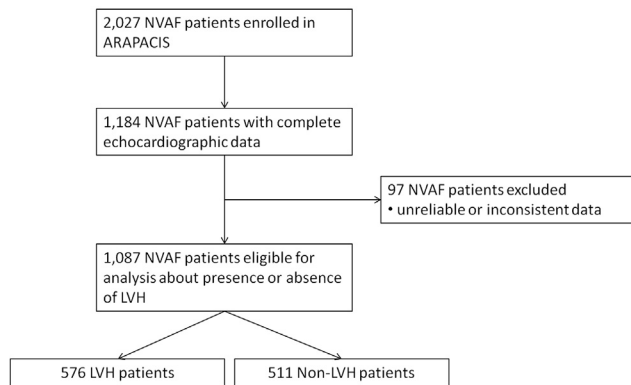 2,027 NVAF patients enrolled in
ARAPACIS
1,184 NVAF patients with complete
echocardiographic data
97 NVAF patients excluded
• unreliable or inconsistent data
1,087 NVAF patients eligible for
analysis about presence or absence
of LVH
576 LVH patients
511 Non-LVH patients